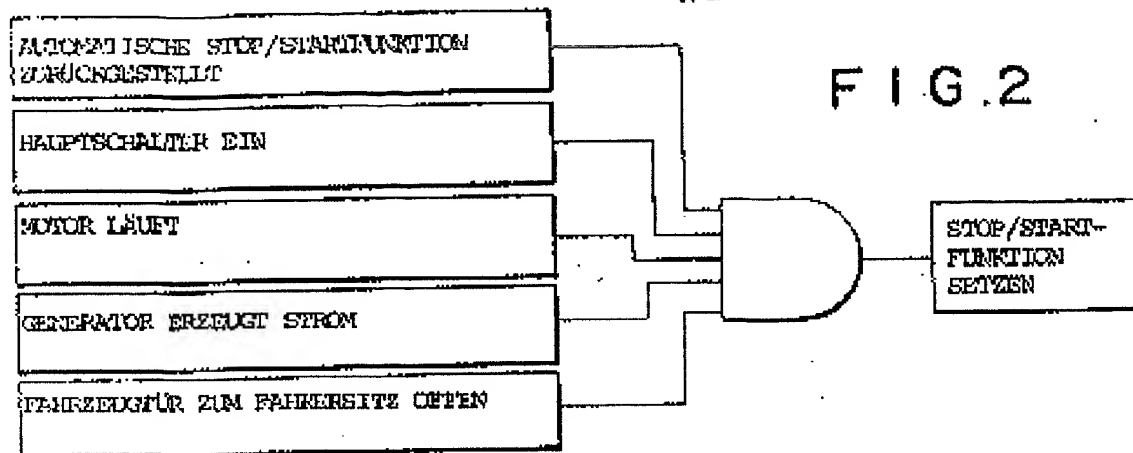 AUTOMATISCHE STOP/STARTFUNKTION
ZURÜCKGESTELLT
FIG.2
HAUPTSCHALTER EIN
MOTOR LÄUFT
STOP/START-
FUNKTION
SETZEN
GENERATOR ERZEUGT STROM
FAHRZEUGTÜR ZUM FAHRERSITZ OFFEN